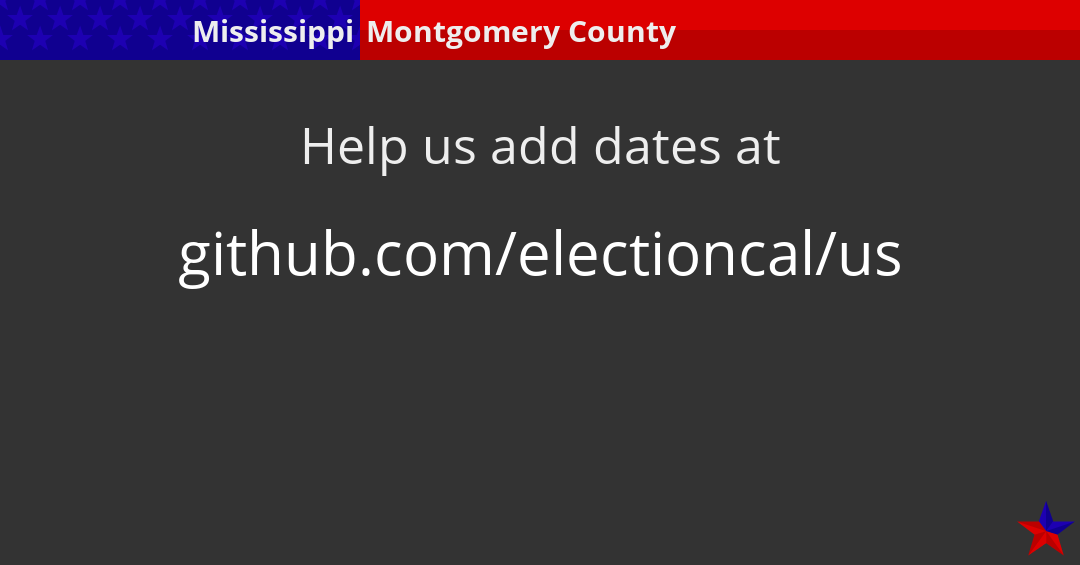 Mississippi Montgomery County
Help us add dates at
github.com/electioncal/us